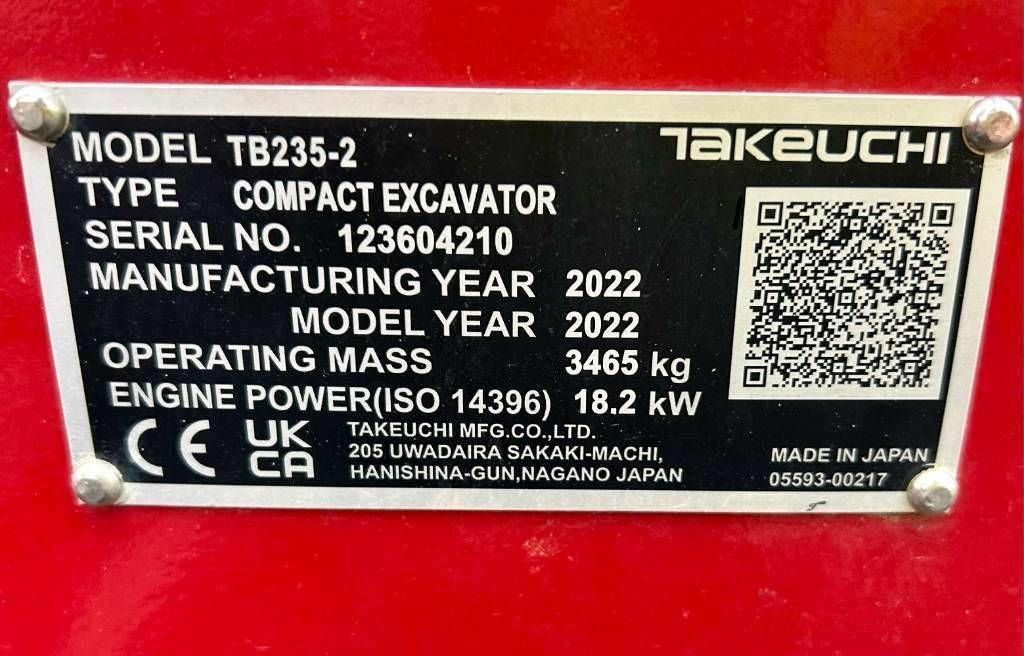 TAKEUCHI
MODEL TB235-2
TYPE COMPACT EXCAVATOR
SERIAL NO. 123604210
MANUFACTURING YEAR 2022
MODEL YEAR 2022
OPERATING MASS 3465 kg
ENGINE POWER(ISO 14396) 18.2 kW
CE UK CA
TAKEUCHI MFG.CO.,LTD.
205 UWADAIRA SAKAKI-MACHI,
HANISHINA-GUN,NAGANO JAPAN
MADE IN JAPAN
05593-00217